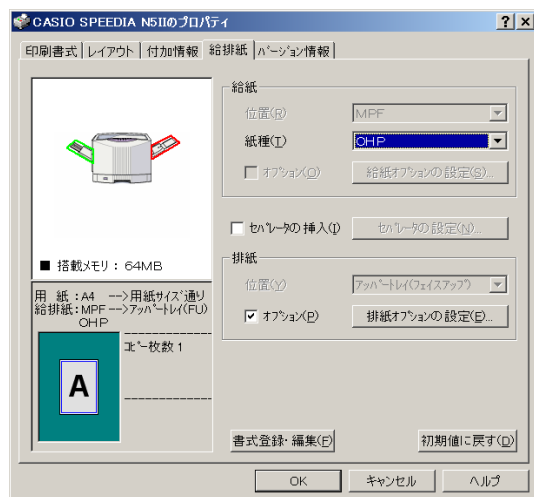 CASIO SPEEDIA N5IIのプロパティ
印刷書式 レイアウト 付加情報 給排紙 ﾊﾞｰｼﾞｮﾝ情報
給紙
位置(R) MPF
紙種(T) OHP
ｵﾌﾟｼｮﾝ(O) 給紙ｵﾌﾟｼｮﾝの設定(S)...
ｾﾊﾟﾚｰﾀの挿入(I) ｾﾊﾟﾚｰﾀの設定(N)...
■ 搭載ﾒﾓﾘ : 64MB
排紙
位置(Y) ｱｯﾊﾟｰﾄﾚｲ(ﾌｪｲｽｱｯﾌﾟ)
ｵﾌﾟｼｮﾝ(P) 排紙ｵﾌﾟｼｮﾝの設定(E)...
用 紙 : A4 -->用紙ｻｲｽﾞ通り
給排紙 : MPF -->ｱｯﾊﾟｰﾄﾚｲ(FU)
OHP
ｺﾋﾟｰ枚数 1
A
書式登録･編集(F) 初期値に戻す(D)
OK キャンセル ヘルプ